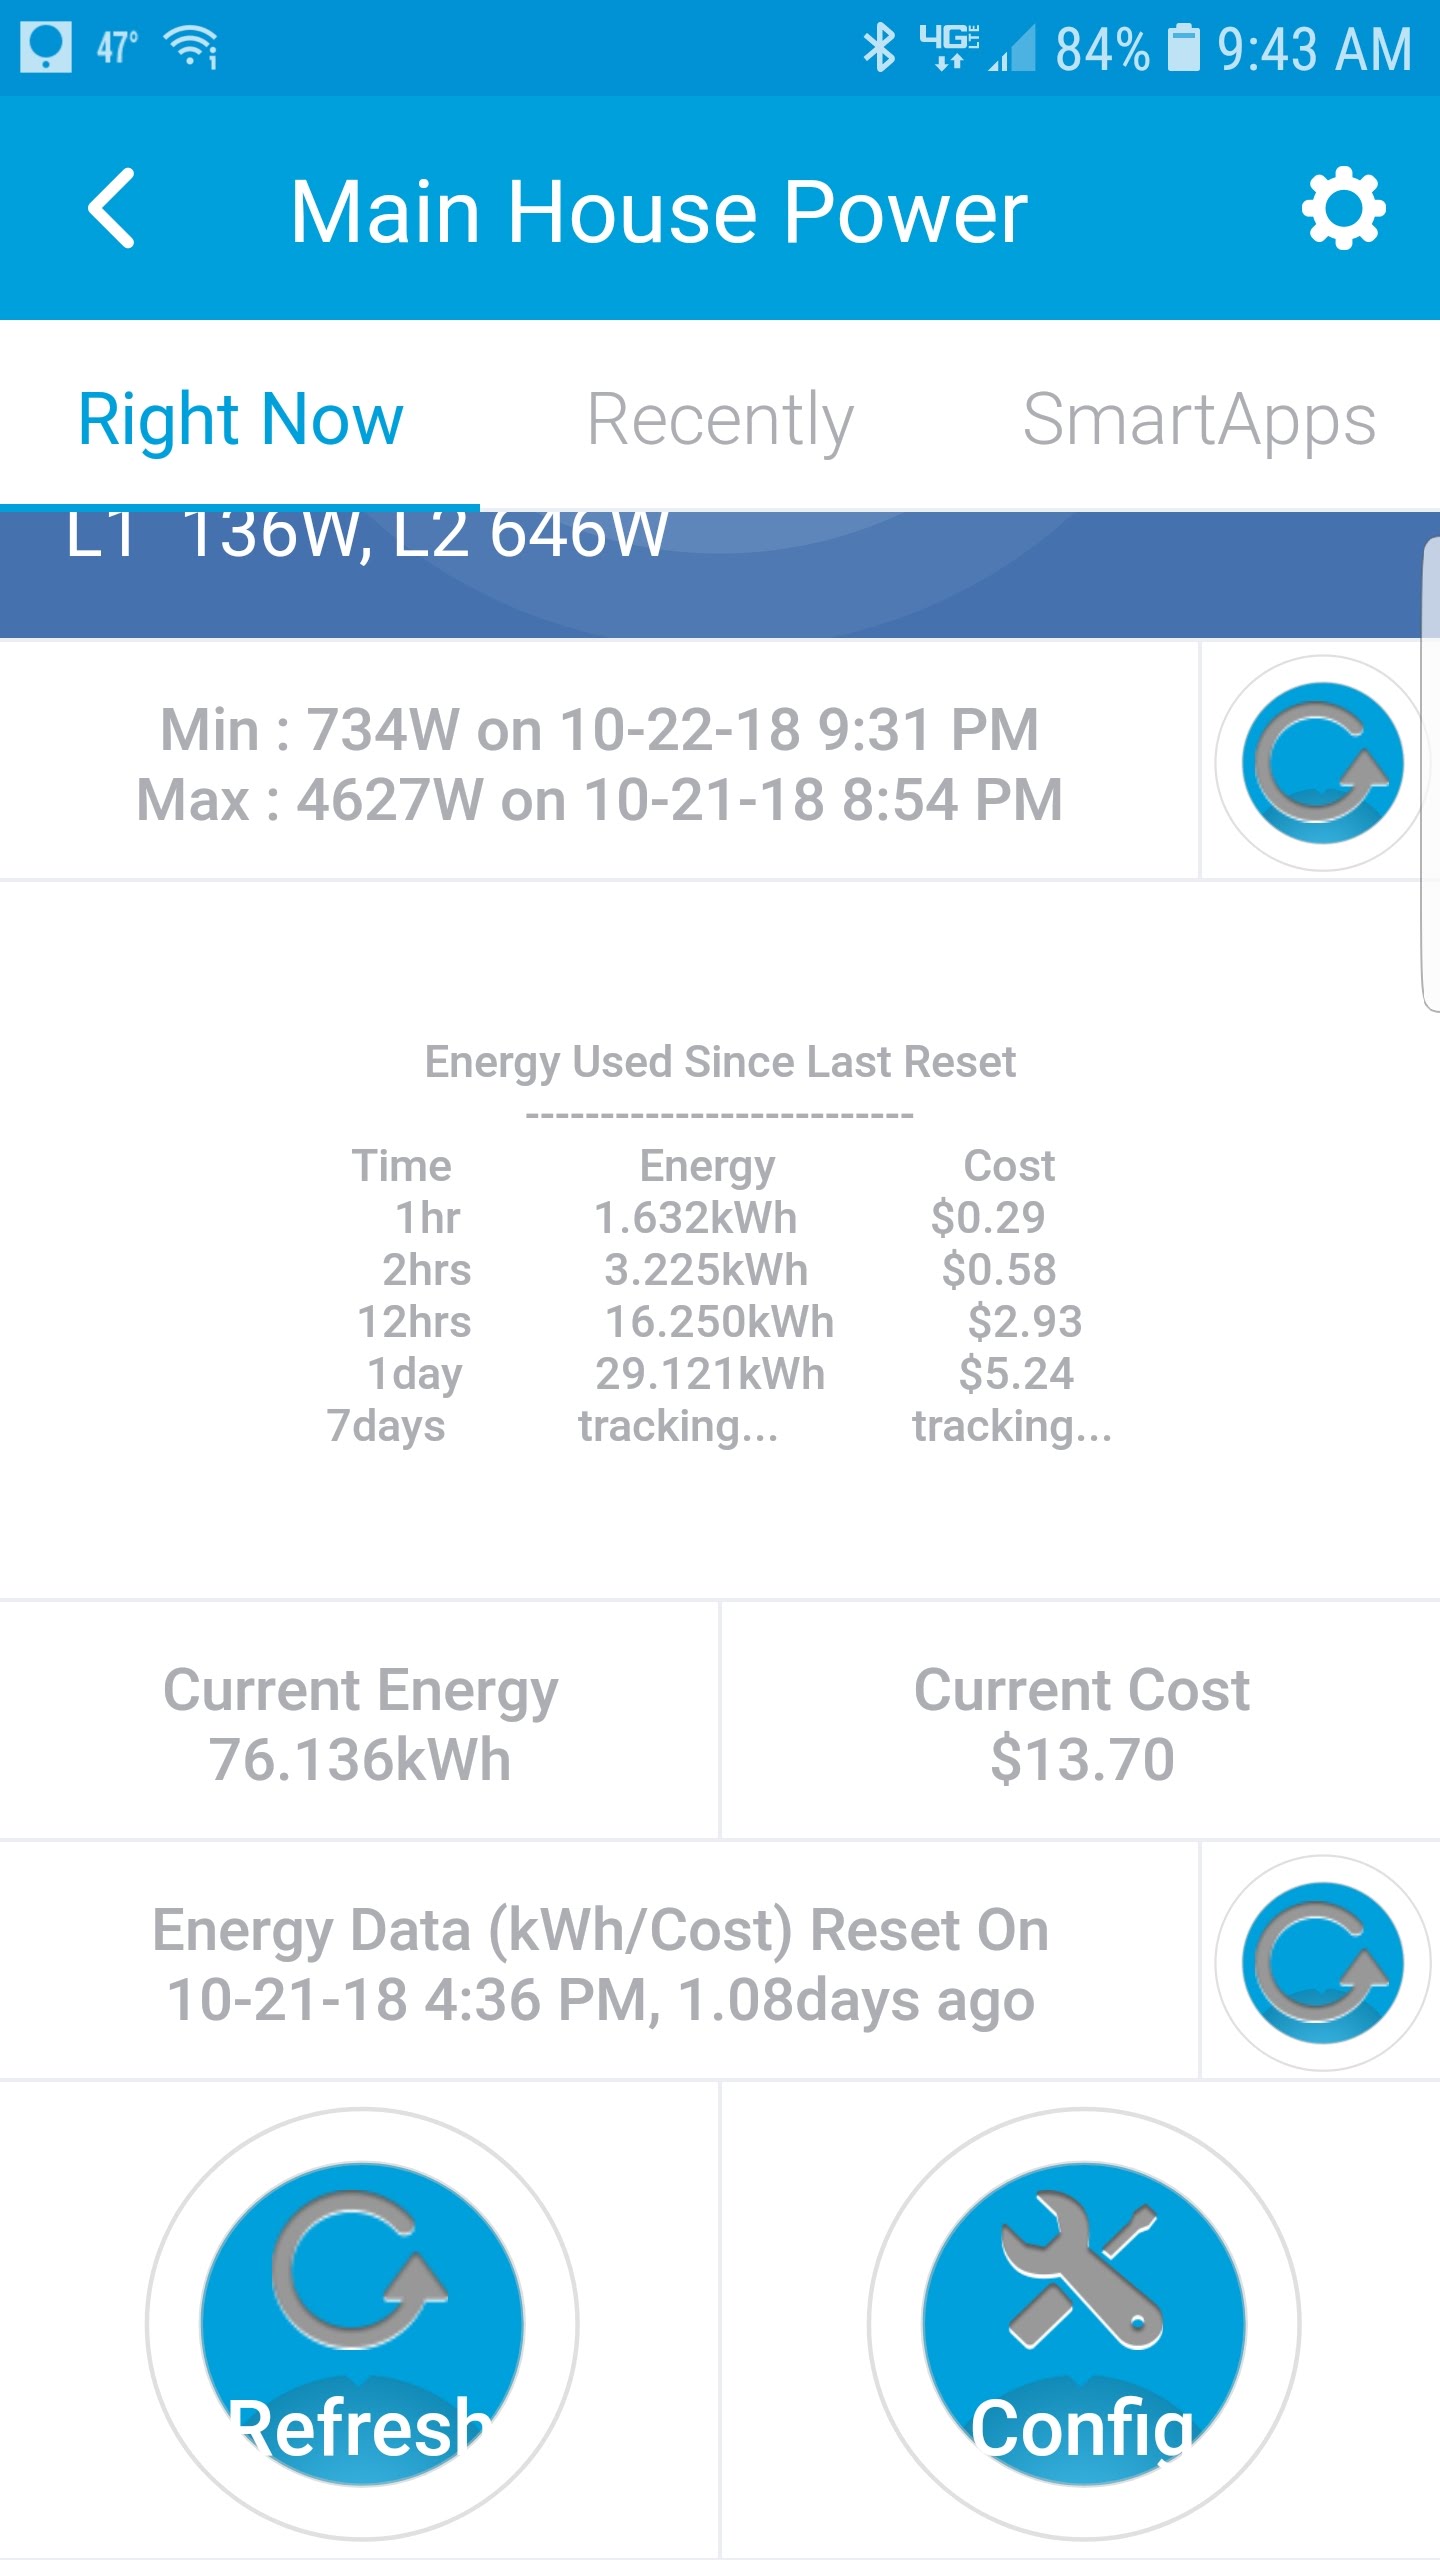 47°
4G LTE 84% 9:43 AM
Main House Power
Right Now Recently SmartApps
L1 136W, L2 646W
Min : 734W on 10-22-18 9:31 PM
Max : 4627W on 10-21-18 8:54 PM
Energy Used Since Last Reset
--------------------------
Time Energy Cost
1hr 1.632kWh $0.29
2hrs 3.225kWh $0.58
12hrs 16.250kWh $2.93
1day 29.121kWh $5.24
7days tracking... tracking...
Current Energy
76.136kWh
Current Cost
$13.70
Energy Data (kWh/Cost) Reset On
10-21-18 4:36 PM, 1.08days ago
Refresh
Config